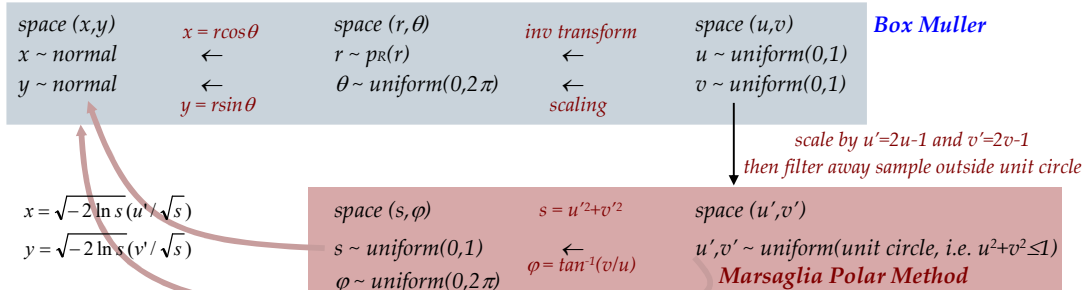 space (x,y)
x = rcosθ
space (r,θ)
inv transform
space (u,v)
Box Muller
x ~ normal
←
r ~ pR(r)
←
u ~ uniform(0,1)
y ~ normal
←
θ ~ uniform(0,2π)
←
v ~ uniform(0,1)
y = rsinθ
scaling
scale by u'=2u-1 and v'=2v-1
then filter away sample outside unit circle
x = √-2 ln s (u'/√s)
y = √-2 ln s (v'/√s)
space (s,φ)
s = u'²+v'²
space (u',v')
s ~ uniform(0,1)
←
u',v' ~ uniform(unit circle, i.e. u²+v²≤1)
φ = tan⁻¹(v/u)
φ ~ uniform(0,2π)
Marsaglia Polar Method